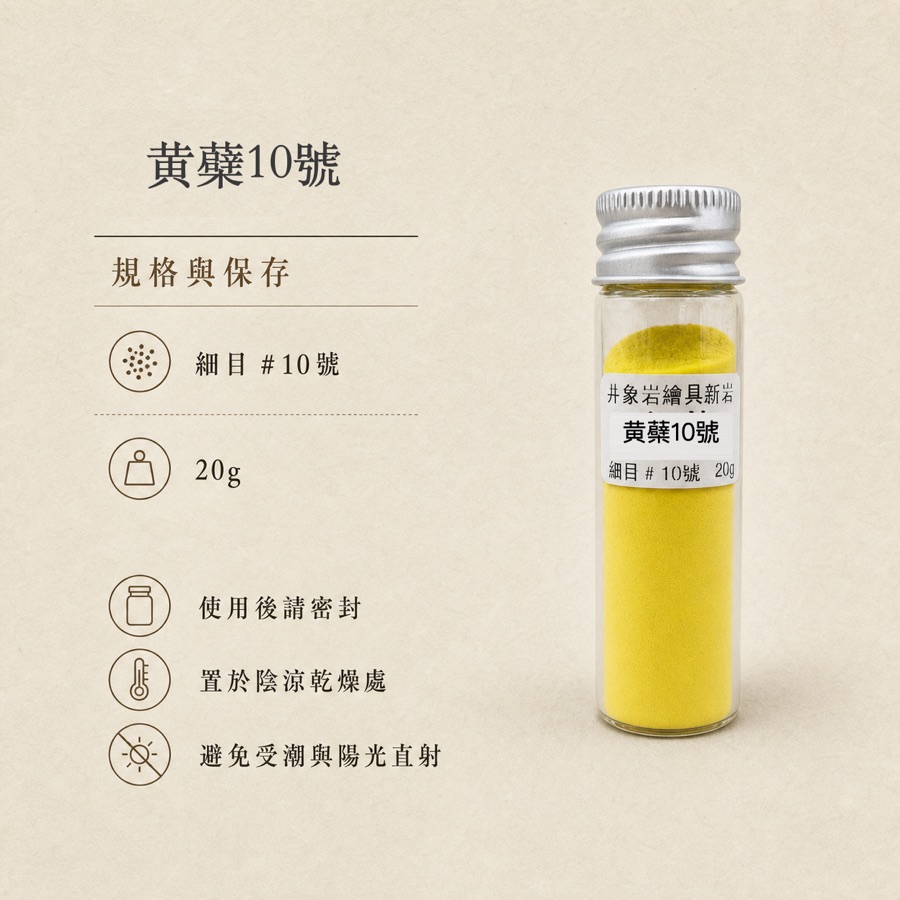 黄蘗10號
規格與保存
細目 #10號
20g
使用後請密封
置於陰涼乾燥處
避免受潮與陽光直射
井象岩繪具新岩
黄蘗10號
細目 # 10號 20g